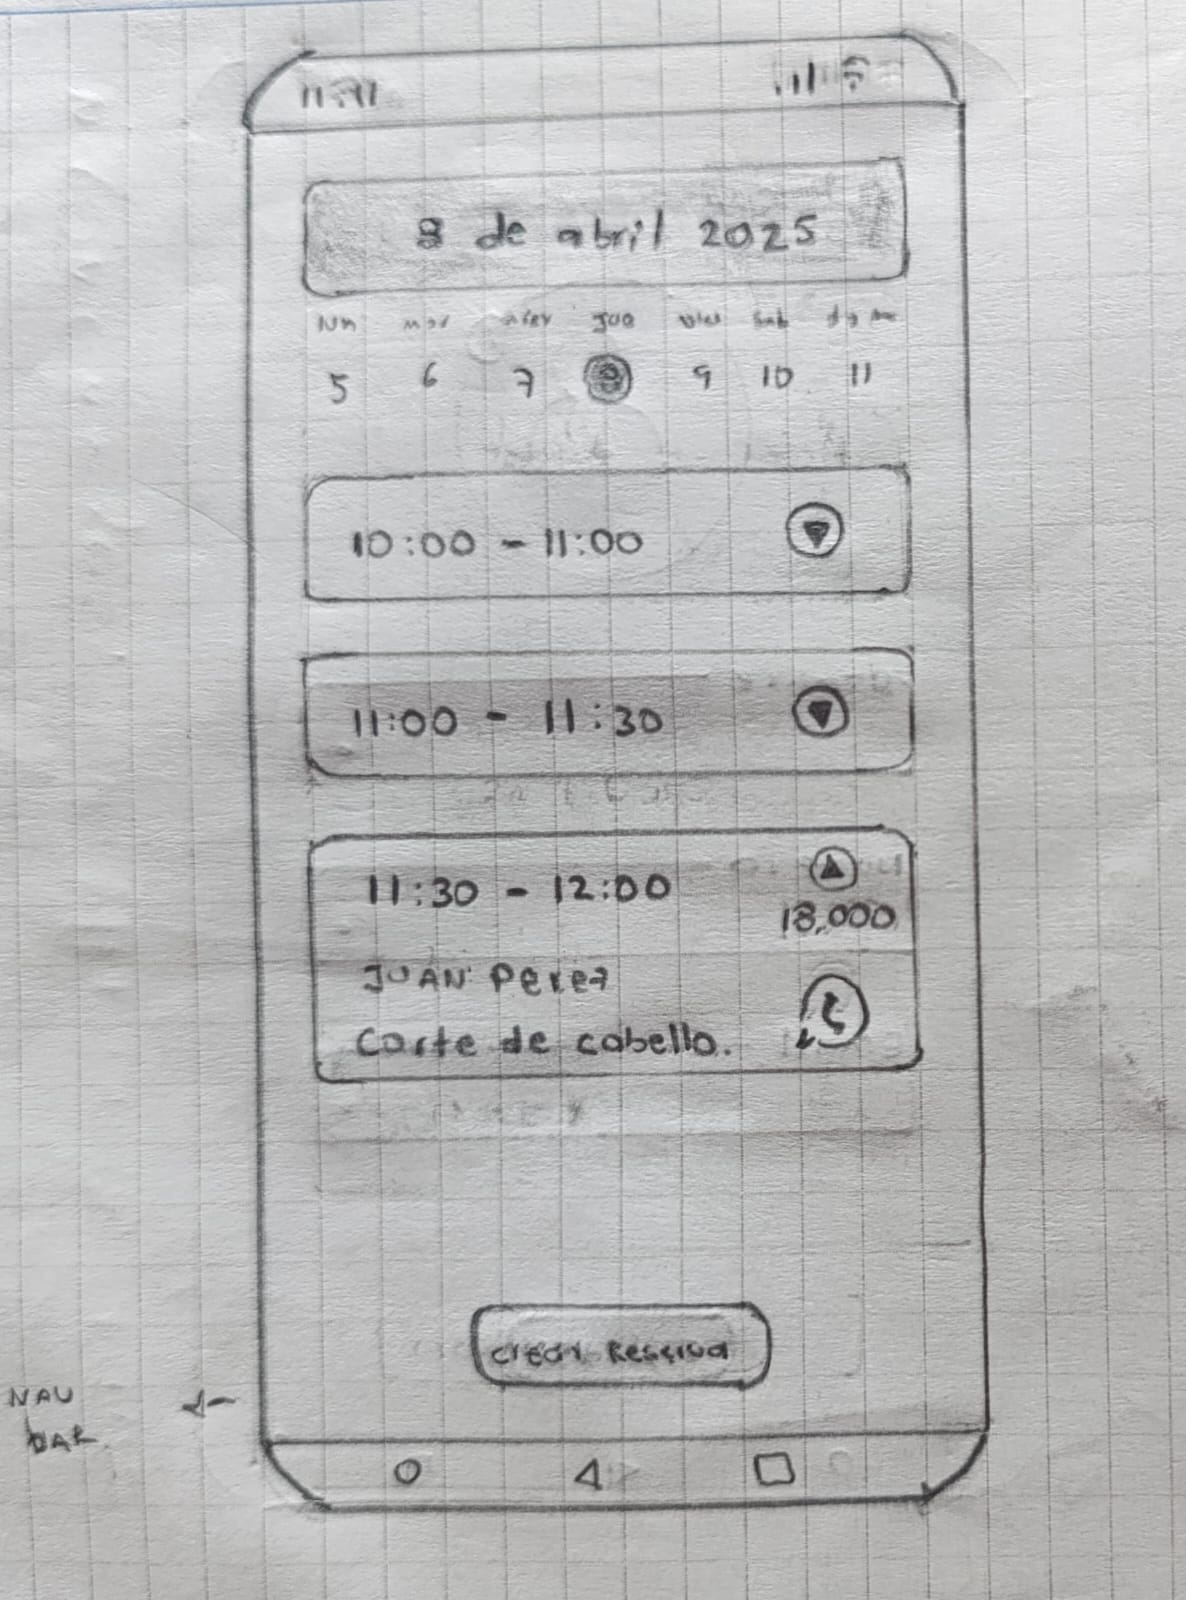 11:41
8 de abril 2025
lun mar mier jue vier sab
5 6 7 8 9 10 11
10:00 - 11:00
11:00 - 11:30
11:30 - 12:00
18,000
JUAN Perez
Corte de cabello.
crear Reserva
NAV
BAR